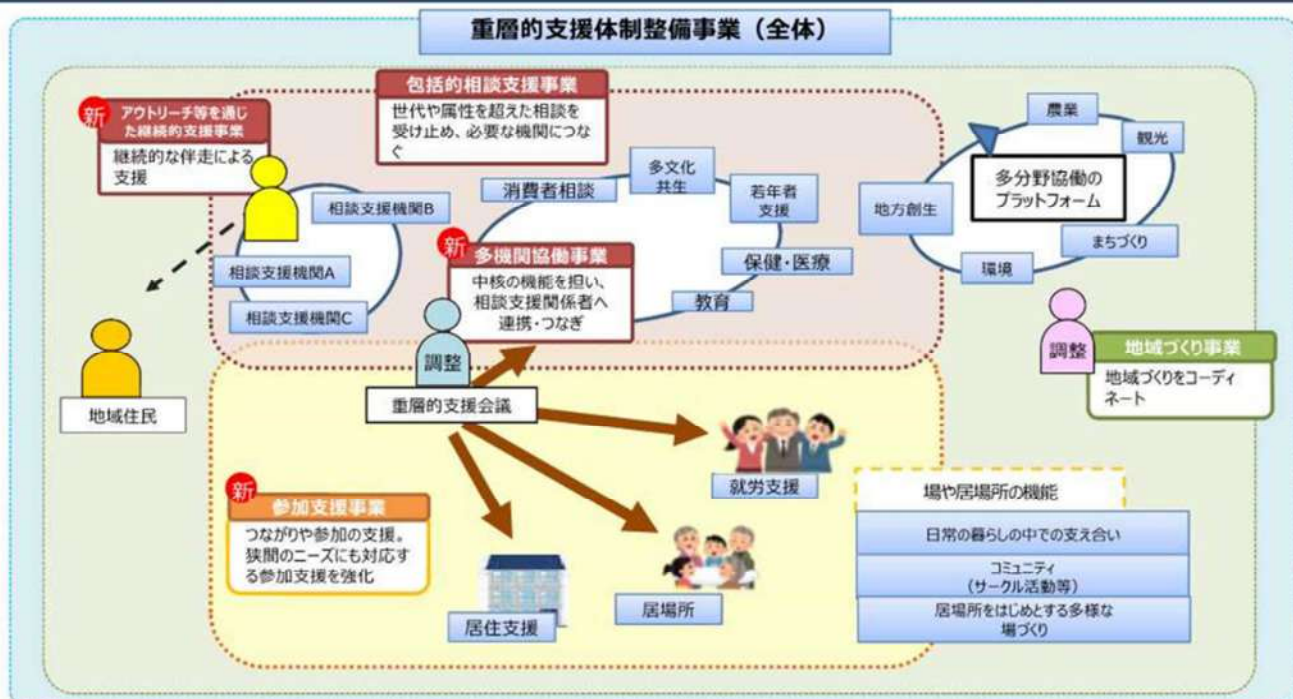 重層的支援体制整備事業（全体）
新
アウトリーチ等を通じ
た継続的支援事業
継続的な伴走による
支援
包括的相談支援事業
世代や属性を超えた相談を
受け止め、必要な機関につな
ぐ
相談支援機関B
相談支援機関A
相談支援機関C
消費者相談
多文化
共生
若年者
支援
保健・医療
教育
新
多機関協働事業
中核の機能を担い、
相談支援関係者へ
連携・つなぎ
調整
重層的支援会議
地域住民
農業
観光
多分野協働の
プラットフォーム
地方創生
まちづくり
環境
調整
地域づくり事業
地域づくりをコーディ
ネート
新
参加支援事業
つながりや参加の支援。
狭間のニーズにも対応す
る参加支援を強化
就労支援
居場所
居住支援
場や居場所の機能
日常の暮らしの中での支え合い
コミュニティ
（サークル活動等）
居場所をはじめとする多様な
場づくり